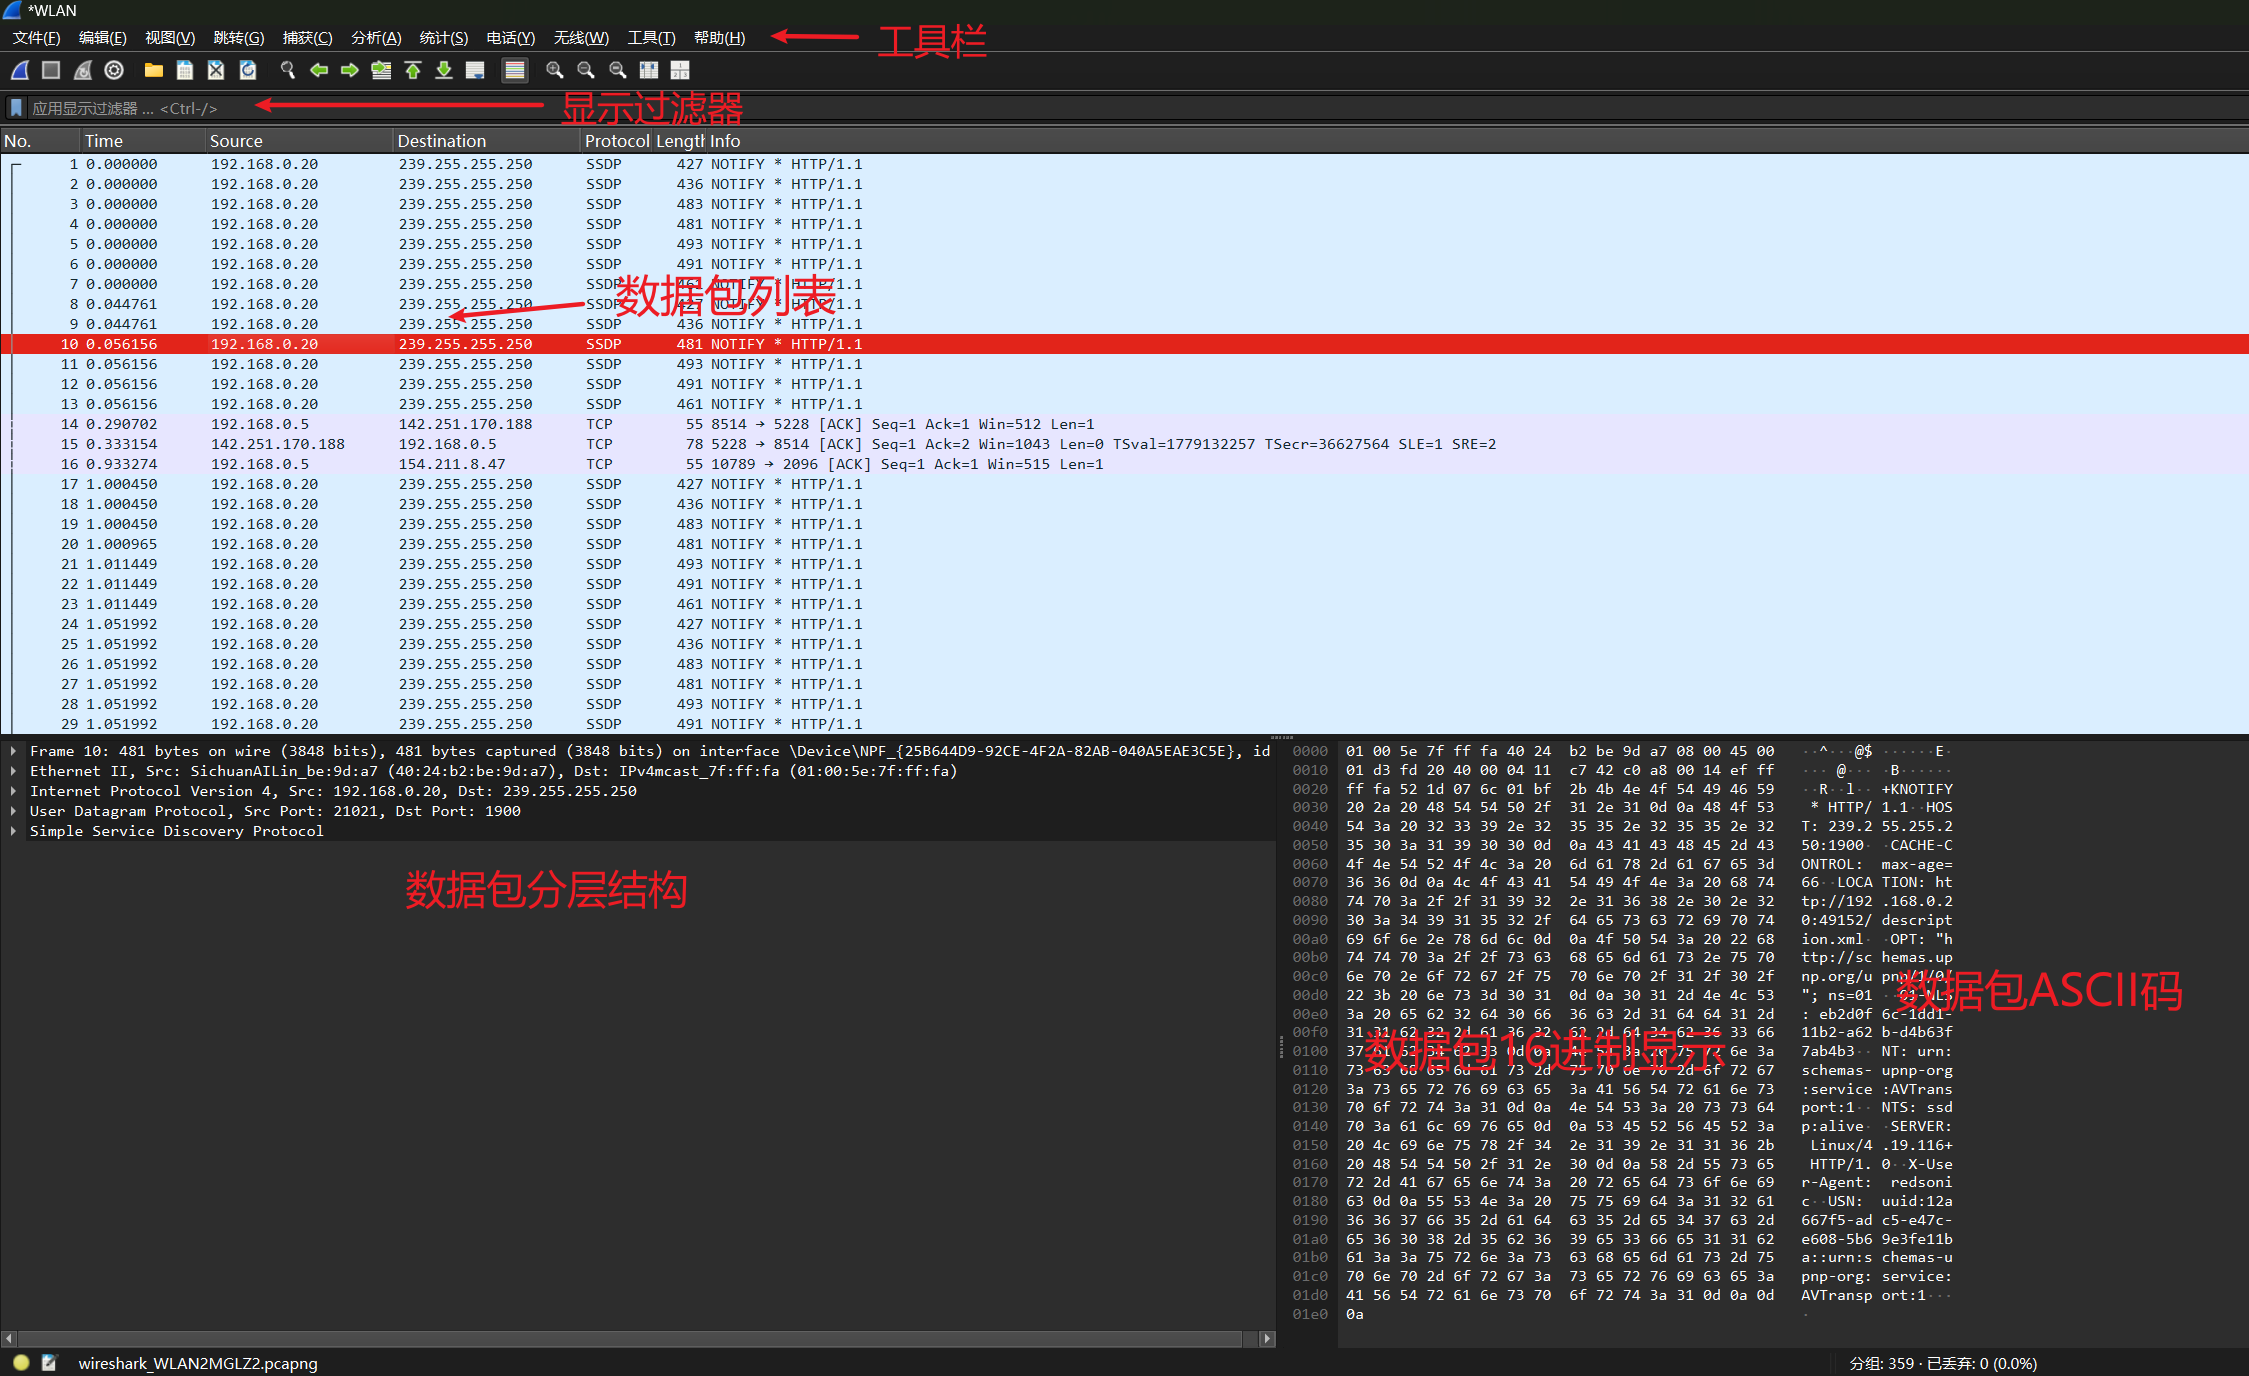 *WLAN
文件(F) 编辑(E) 视图(V) 跳转(G) 捕获(C) 分析(A) 统计(S) 电话(Y) 无线(W) 工具(T) 帮助(H)
工具栏
应用显示过滤器 … <Ctrl-/>
显示过滤器
No. Time Source Destination Protocol Length Info
1 0.000000 192.168.0.20 239.255.255.250 SSDP 427 NOTIFY * HTTP/1.1
2 0.000000 192.168.0.20 239.255.255.250 SSDP 436 NOTIFY * HTTP/1.1
3 0.000000 192.168.0.20 239.255.255.250 SSDP 483 NOTIFY * HTTP/1.1
4 0.000000 192.168.0.20 239.255.255.250 SSDP 481 NOTIFY * HTTP/1.1
5 0.000000 192.168.0.20 239.255.255.250 SSDP 493 NOTIFY * HTTP/1.1
6 0.000000 192.168.0.20 239.255.255.250 SSDP 491 NOTIFY * HTTP/1.1
7 0.000000 192.168.0.20 239.255.255.250 SSDP 461 NOTIFY * HTTP/1.1
数据包列表
8 0.044761 192.168.0.20 239.255.255.250 SSDP 427 NOTIFY * HTTP/1.1
9 0.044761 192.168.0.20 239.255.255.250 SSDP 436 NOTIFY * HTTP/1.1
10 0.056156 192.168.0.20 239.255.255.250 SSDP 481 NOTIFY * HTTP/1.1
11 0.056156 192.168.0.20 239.255.255.250 SSDP 493 NOTIFY * HTTP/1.1
12 0.056156 192.168.0.20 239.255.255.250 SSDP 491 NOTIFY * HTTP/1.1
13 0.056156 192.168.0.20 239.255.255.250 SSDP 461 NOTIFY * HTTP/1.1
14 0.290702 192.168.0.5 142.251.170.188 TCP 55 8514 → 5228 [ACK] Seq=1 Ack=1 Win=512 Len=1
15 0.333154 142.251.170.188 192.168.0.5 TCP 78 5228 → 8514 [ACK] Seq=1 Ack=2 Win=1043 Len=0 TSval=1779132257 TSecr=36627564 SLE=1 SRE=2
16 0.933274 192.168.0.5 154.211.8.47 TCP 55 10789 → 2096 [ACK] Seq=1 Ack=1 Win=515 Len=1
17 1.000450 192.168.0.20 239.255.255.250 SSDP 427 NOTIFY * HTTP/1.1
18 1.000450 192.168.0.20 239.255.255.250 SSDP 436 NOTIFY * HTTP/1.1
19 1.000450 192.168.0.20 239.255.255.250 SSDP 483 NOTIFY * HTTP/1.1
20 1.000965 192.168.0.20 239.255.255.250 SSDP 481 NOTIFY * HTTP/1.1
21 1.011449 192.168.0.20 239.255.255.250 SSDP 493 NOTIFY * HTTP/1.1
22 1.011449 192.168.0.20 239.255.255.250 SSDP 491 NOTIFY * HTTP/1.1
23 1.011449 192.168.0.20 239.255.255.250 SSDP 461 NOTIFY * HTTP/1.1
24 1.051992 192.168.0.20 239.255.255.250 SSDP 427 NOTIFY * HTTP/1.1
25 1.051992 192.168.0.20 239.255.255.250 SSDP 436 NOTIFY * HTTP/1.1
26 1.051992 192.168.0.20 239.255.255.250 SSDP 483 NOTIFY * HTTP/1.1
27 1.051992 192.168.0.20 239.255.255.250 SSDP 481 NOTIFY * HTTP/1.1
28 1.051992 192.168.0.20 239.255.255.250 SSDP 493 NOTIFY * HTTP/1.1
29 1.051992 192.168.0.20 239.255.255.250 SSDP 491 NOTIFY * HTTP/1.1
Frame 10: 481 bytes on wire (3848 bits), 481 bytes captured (3848 bits) on interface \Device\NPF_{25B644D9-92CE-4F2A-82AB-040A5EAE3C5E}, id
Ethernet II, Src: SichuanAILin_be:9d:a7 (40:24:b2:be:9d:a7), Dst: IPv4mcast_7f:ff:fa (01:00:5e:7f:ff:fa)
Internet Protocol Version 4, Src: 192.168.0.20, Dst: 239.255.255.250
User Datagram Protocol, Src Port: 21021, Dst Port: 1900
Simple Service Discovery Protocol
数据包分层结构
0000 01 00 5e 7f ff fa 40 24 b2 be 9d a7 08 00 45 00 ··^···@$ ······E·
0010 01 d3 fd 20 40 00 04 11 c7 42 c0 a8 00 14 ef ff ··· @··· ·B······
0020 ff fa 52 1d 07 6c 01 bf 2b 4b 4e 4f 54 49 46 59 ··R··l·· +KNOTIFY
0030 20 2a 20 48 54 54 50 2f 31 2e 31 0d 0a 48 4f 53 * HTTP/ 1.1··HOS
0040 54 3a 20 32 33 39 2e 32 35 35 2e 32 35 35 2e 32 T: 239.2 55.255.2
0050 35 30 3a 31 39 30 30 0d 0a 43 41 43 48 45 2d 43 50:1900· ·CACHE-C
0060 4f 4e 54 52 4f 4c 3a 20 6d 61 78 2d 61 67 65 3d ONTROL: max-age=
0070 36 36 0d 0a 4c 4f 43 41 54 49 4f 4e 3a 20 68 74 66··LOCA TION: ht
0080 74 70 3a 2f 2f 31 39 32 2e 31 36 38 2e 30 2e 32 tp://192 .168.0.2
0090 30 3a 34 39 31 35 32 2f 64 65 73 63 72 69 70 74 0:49152/ descript
00a0 69 6f 6e 2e 78 6d 6c 0d 0a 4f 50 54 3a 20 22 68 ion.xml· ·OPT: "h
00b0 74 74 70 3a 2f 2f 73 63 68 65 6d 61 73 2e 75 70 ttp://sc hemas.up
00c0 6e 70 2e 6f 72 67 2f 75 70 6e 70 2f 31 2f 30 2f np.org/u pnp/1/0/
00d0 22 3b 20 6e 73 3d 30 31 0d 0a 30 31 2d 4e 4c 53 "; ns=01 ··01-NLS
数据包ASCII码
00e0 3a 20 65 62 32 64 30 66 36 63 2d 31 64 64 31 2d : eb2d0f 6c-1dd1-
00f0 31 31 62 32 2d 61 36 32 62 2d 64 34 62 36 33 66 11b2-a62 b-d4b63f
数据包16进制显示
0100 37 61 62 34 62 33 0d 0a 4e 54 3a 20 75 72 6e 3a 7ab4b3·· NT: urn:
0110 73 63 68 65 6d 61 73 2d 75 70 6e 70 2d 6f 72 67 schemas- upnp-org
0120 3a 73 65 72 76 69 63 65 3a 41 56 54 72 61 6e 73 :service :AVTrans
0130 70 6f 72 74 3a 31 0d 0a 4e 54 53 3a 20 73 73 64 port:1·· NTS: ssd
0140 70 3a 61 6c 69 76 65 0d 0a 53 45 52 56 45 52 3a p:alive· ·SERVER:
0150 20 4c 69 6e 75 78 2f 34 2e 31 39 2e 31 31 36 2b Linux/4 .19.116+
0160 20 48 54 54 50 2f 31 2e 30 0d 0a 58 2d 55 73 65 HTTP/1. 0··X-Use
0170 72 2d 41 67 65 6e 74 3a 20 72 65 64 73 6f 6e 69 r-Agent: redsoni
0180 63 0d 0a 55 53 4e 3a 20 75 75 69 64 3a 31 32 61 c··USN: uuid:12a
0190 36 36 37 66 35 2d 61 64 63 35 2d 65 34 37 63 2d 667f5-ad c5-e47c-
01a0 65 36 30 38 2d 35 62 36 39 65 33 66 65 31 31 62 e608-5b6 9e3fe11b
01b0 61 3a 3a 75 72 6e 3a 73 63 68 65 6d 61 73 2d 75 a::urn:s chemas-u
01c0 70 6e 70 2d 6f 72 67 3a 73 65 72 76 69 63 65 3a pnp-org: service:
01d0 41 56 54 72 61 6e 73 70 6f 72 74 3a 31 0d 0a 0d AVTransp ort:1···
01e0 0a ·
wireshark_WLAN2MGLZ2.pcapng
分组: 359 · 已丢弃: 0 (0.0%)